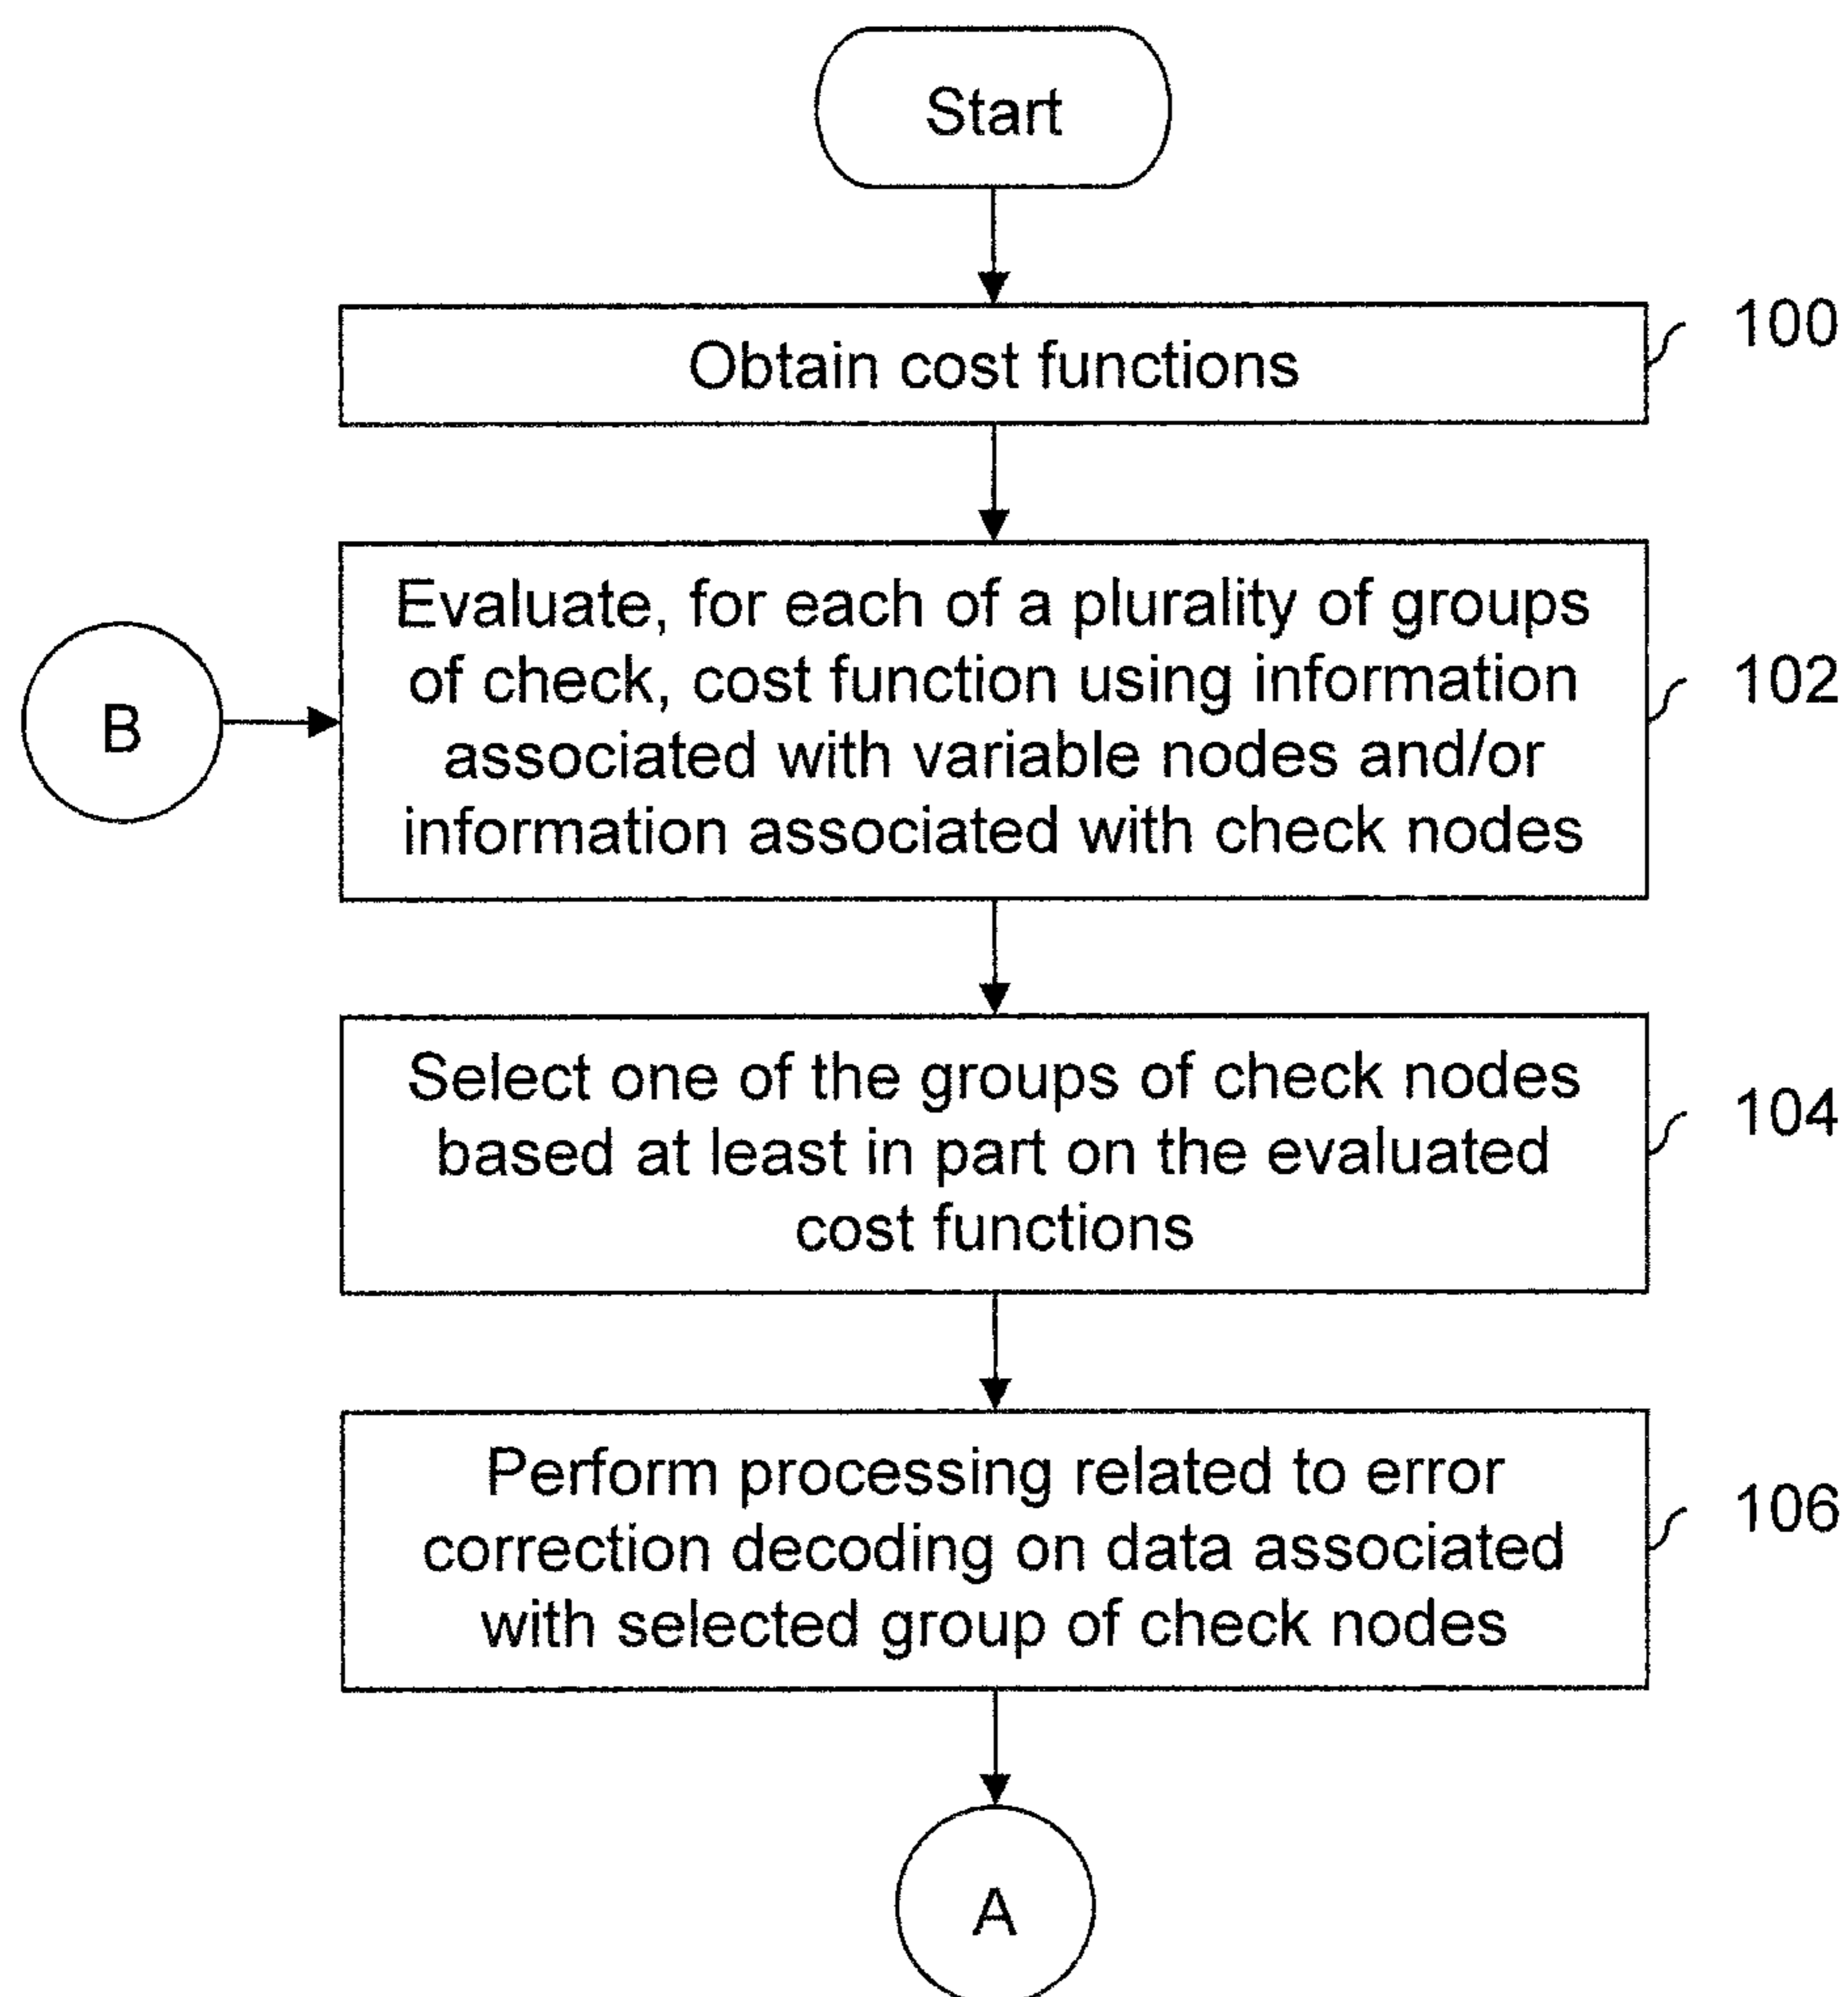 Start
Obtain cost functions
100
Evaluate, for each of a plurality of groups
of check, cost function using information
associated with variable nodes and/or
information associated with check nodes
102
B
Select one of the groups of check nodes
based at least in part on the evaluated
cost functions
104
Perform processing related to error
correction decoding on data associated
with selected group of check nodes
106
A